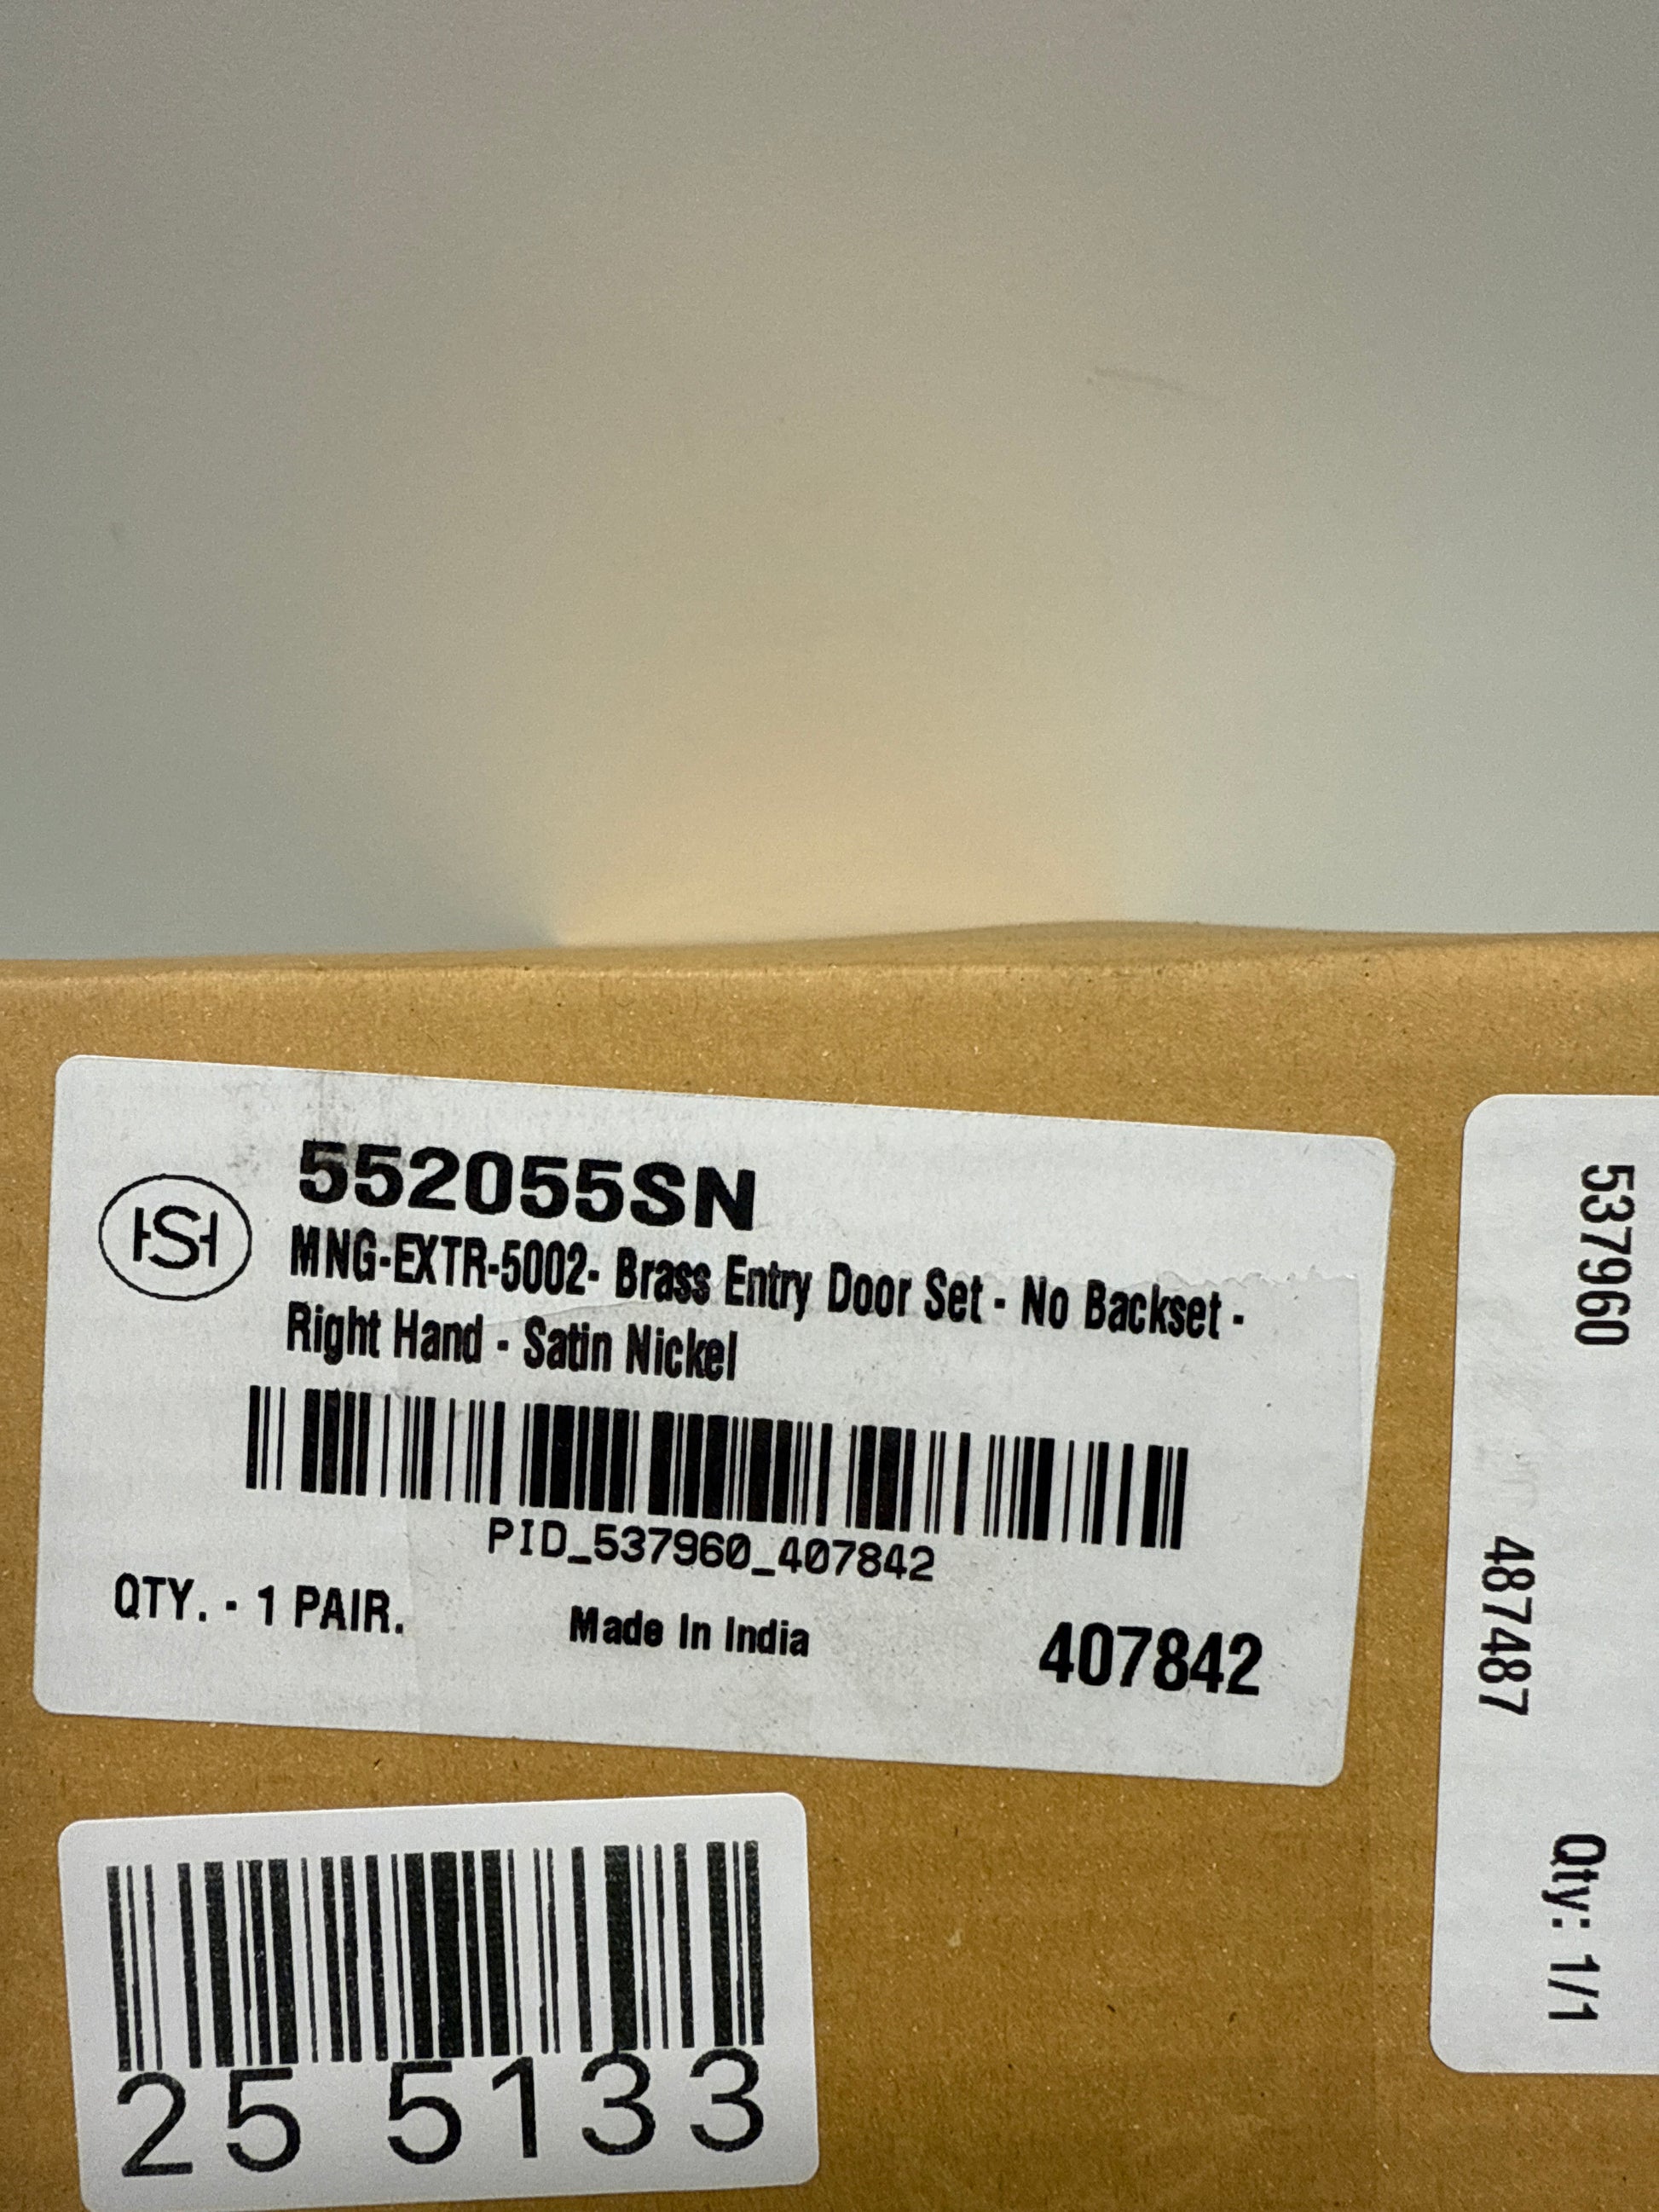 HSH
552055SN
MNG-EXTR-5002- Brass Entry Door Set - No Backset -
Right Hand - Satin Nickel
PID_537960_407842
QTY. - 1 PAIR.
Made In India
407842
25 5133
537960
487487
Qty: 1/1